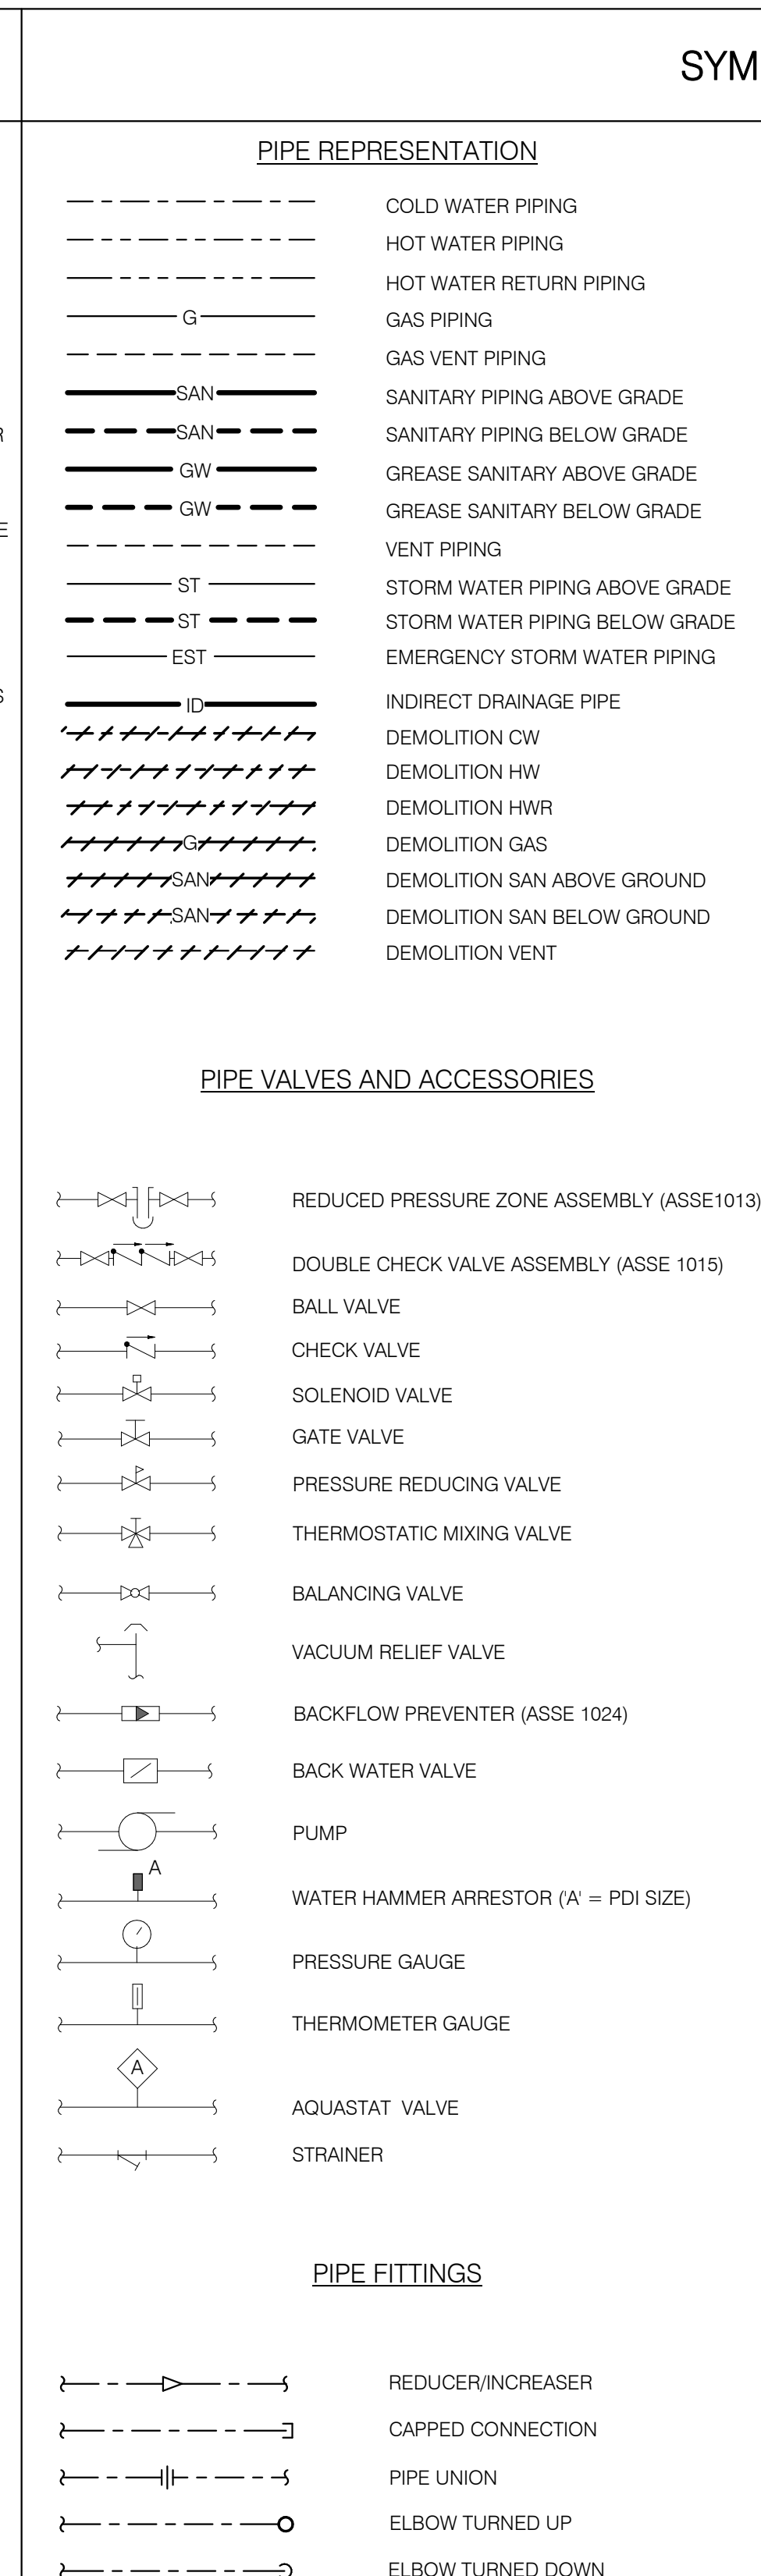 SYM
PIPE REPRESENTATION
COLD WATER PIPING
HOT WATER PIPING
HOT WATER RETURN PIPING
G GAS PIPING
GAS VENT PIPING
SAN SANITARY PIPING ABOVE GRADE
SAN SANITARY PIPING BELOW GRADE
GW GREASE SANITARY ABOVE GRADE
GW GREASE SANITARY BELOW GRADE
VENT PIPING
ST STORM WATER PIPING ABOVE GRADE
ST STORM WATER PIPING BELOW GRADE
EST EMERGENCY STORM WATER PIPING
ID INDIRECT DRAINAGE PIPE
DEMOLITION CW
DEMOLITION HW
DEMOLITION HWR
G DEMOLITION GAS
SAN DEMOLITION SAN ABOVE GROUND
SAN DEMOLITION SAN BELOW GROUND
DEMOLITION VENT
PIPE VALVES AND ACCESSORIES
REDUCED PRESSURE ZONE ASSEMBLY (ASSE1013)
DOUBLE CHECK VALVE ASSEMBLY (ASSE 1015)
BALL VALVE
CHECK VALVE
SOLENOID VALVE
GATE VALVE
PRESSURE REDUCING VALVE
THERMOSTATIC MIXING VALVE
BALANCING VALVE
VACUUM RELIEF VALVE
BACKFLOW PREVENTER (ASSE 1024)
BACK WATER VALVE
PUMP
A
WATER HAMMER ARRESTOR ('A' = PDI SIZE)
PRESSURE GAUGE
THERMOMETER GAUGE
A
AQUASTAT VALVE
STRAINER
PIPE FITTINGS
REDUCER/INCREASER
CAPPED CONNECTION
PIPE UNION
ELBOW TURNED UP
ELBOW TURNED DOWN